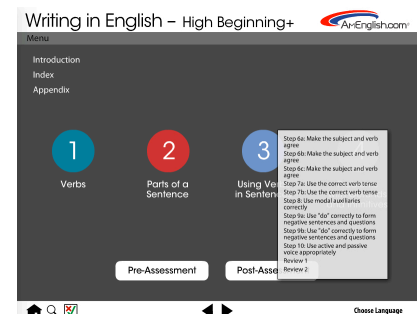 Writing in English – High Beginning+
AmEnglish.com
Menu
Introduction
Index
Appendix
1
Verbs
2
Parts of a
Sentence
3
Using Ve
in Senten
Step 6a: Make the subject and verb
agree
Step 6b: Make the subject and verb
agree
Step 6c: Make the subject and verb
agree
Step 7a: Use the correct verb tense
Step 7b: Use the correct verb tense
Step 8: Use modal auxiliaries
correctly
Step 9a: Use "do" correctly to form
negative sentences and questions
Step 9b: Use "do" correctly to form
negative sentences and questions
Step 10: Use active and passive
voice appropriately
Review 1
Review 2
Pre-Assessment
Post-Asse
Choose Language